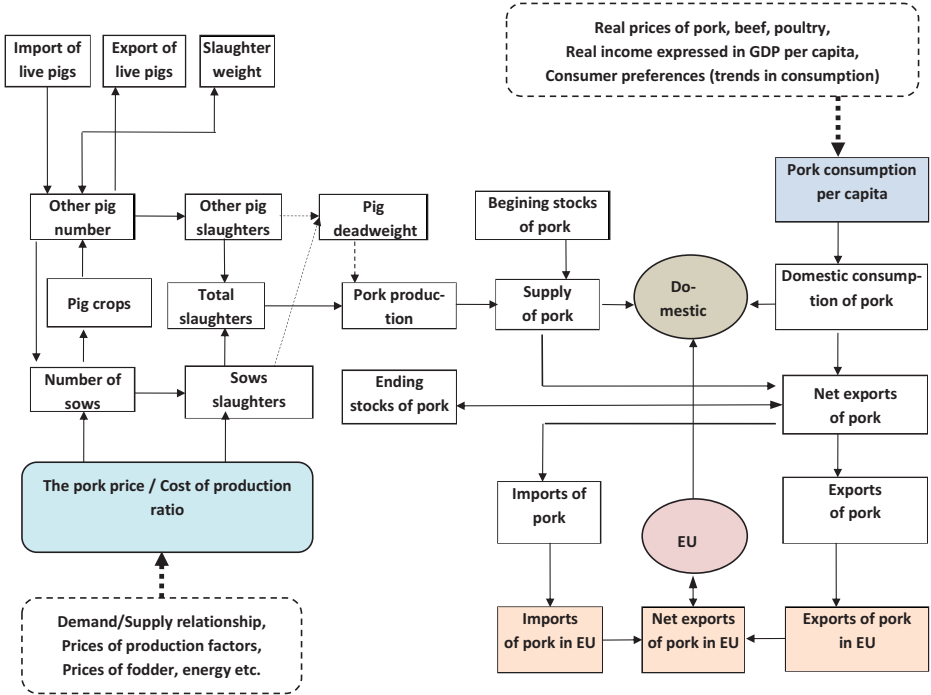 Real prices of pork, beef, poultry,
Real income expressed in GDP per capita,
Consumer preferences (trends in consumption)
Import of
live pigs
Export of
live pigs
Slaughter
weight
Pork consumption
per capita
Other pig
number
Other pig
slaughters
Pig
deadweight
Begining stocks
of pork
Pig crops
Total
slaughters
Pork produc-
tion
Supply
of pork
Do-
mestic
Domestic consump-
tion of pork
Number of
sows
Sows
slaughters
Ending
stocks of pork
Net exports
of pork
The pork price / Cost of production
ratio
Imports of
pork
EU
Exports
of pork
Demand/Supply relationship,
Prices of production factors,
Prices of fodder, energy etc.
Imports
of pork in EU
Net exports
of pork in EU
Exports of pork
in EU